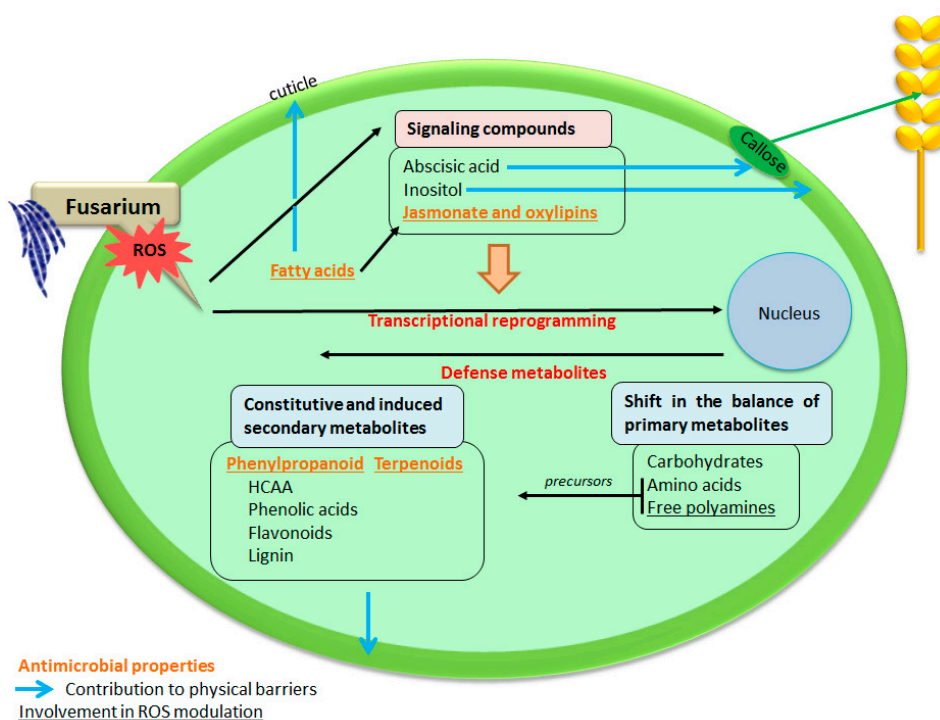 cuticle
Signaling compounds
Callose
Abscisic acid
Inositol
Jasmonate and oxylipins
Fusarium
ROS
Fatty acids
Nucleus
Transcriptional reprogramming
Defense metabolites
Constitutive and induced
secondary metabolites
Shift in the balance of
primary metabolites
Phenylpropanoid Terpenoids
HCAA
Phenolic acids
Flavonoids
Lignin
precursors
Carbohydrates
Amino acids
Free polyamines
Antimicrobial properties
Contribution to physical barriers
Involvement in ROS modulation